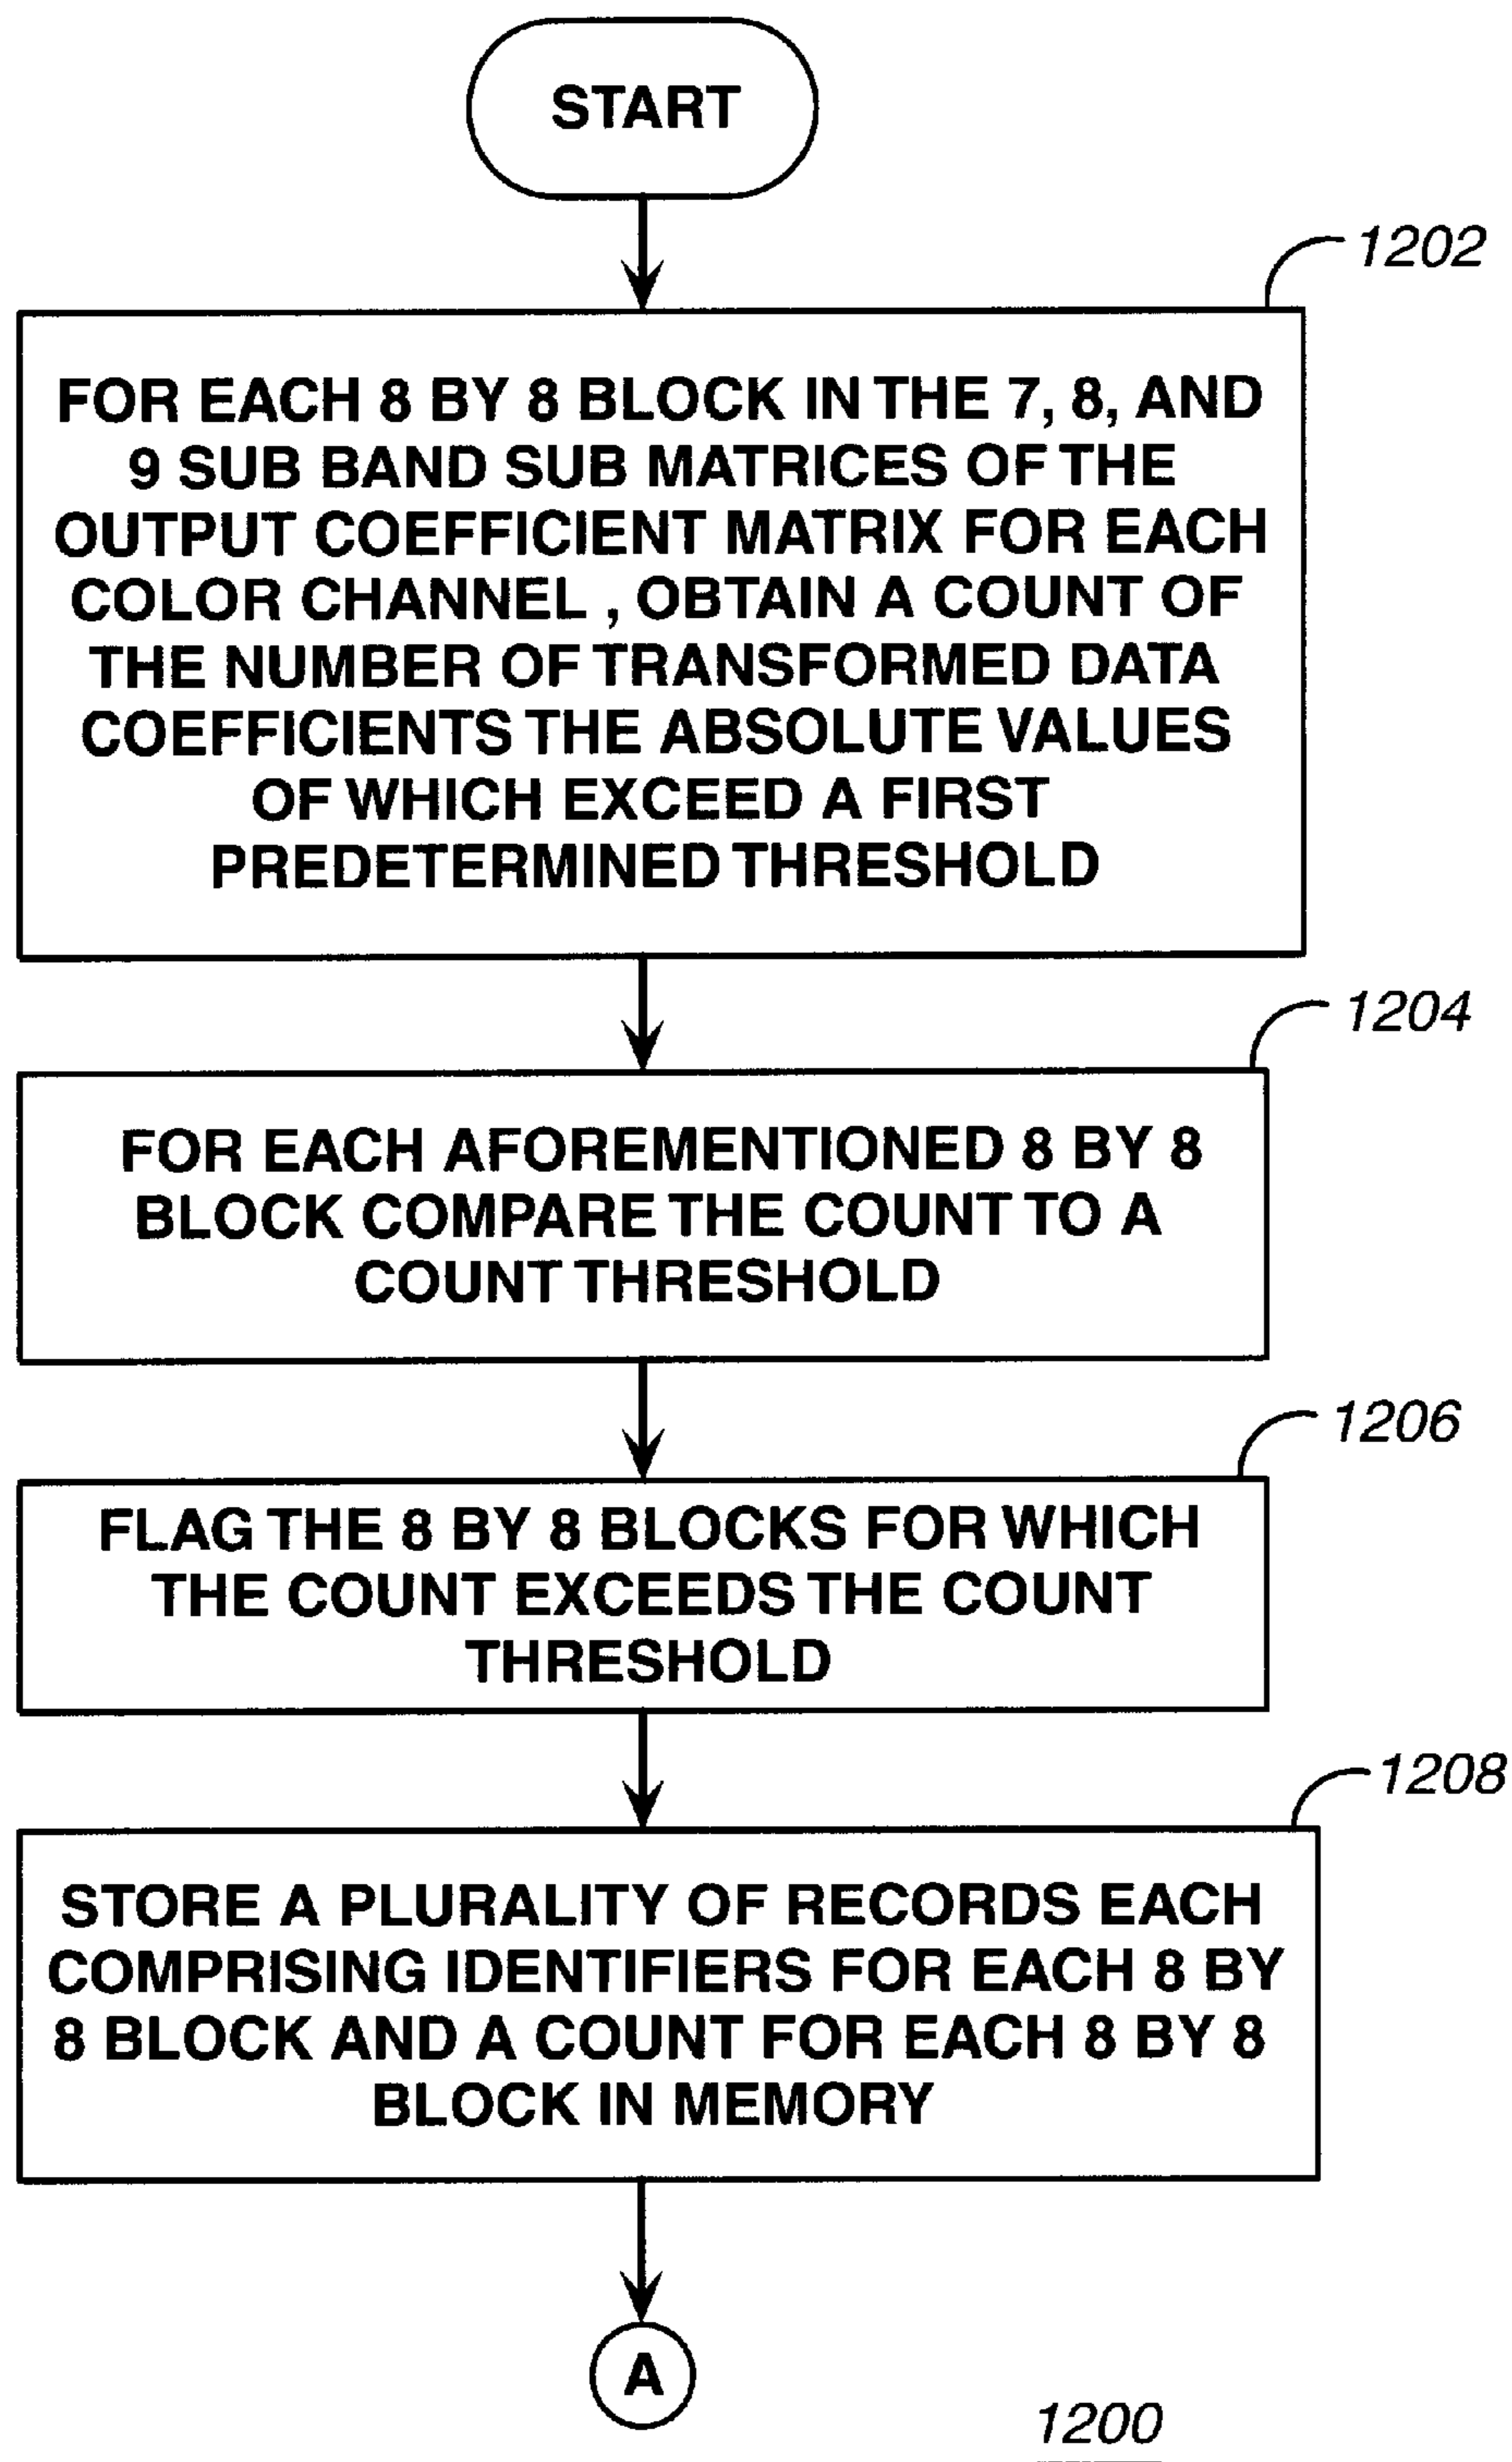 START
1202
FOR EACH 8 BY 8 BLOCK IN THE 7, 8, AND
9 SUB BAND SUB MATRICES OF THE
OUTPUT COEFFICIENT MATRIX FOR EACH
COLOR CHANNEL , OBTAIN A COUNT OF
THE NUMBER OF TRANSFORMED DATA
COEFFICIENTS THE ABSOLUTE VALUES
OF WHICH EXCEED A FIRST
PREDETERMINED THRESHOLD
1204
FOR EACH AFOREMENTIONED 8 BY 8
BLOCK COMPARE THE COUNT TO A
COUNT THRESHOLD
1206
FLAG THE 8 BY 8 BLOCKS FOR WHICH
THE COUNT EXCEEDS THE COUNT
THRESHOLD
1208
STORE A PLURALITY OF RECORDS EACH
COMPRISING IDENTIFIERS FOR EACH 8 BY
8 BLOCK AND A COUNT FOR EACH 8 BY 8
BLOCK IN MEMORY
A
1200